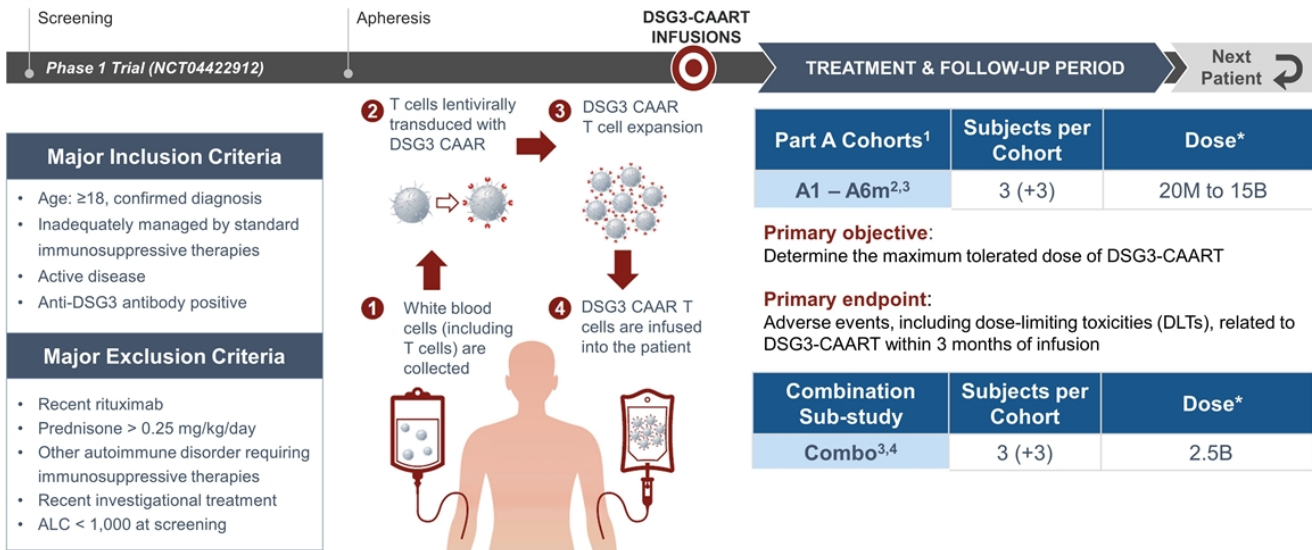 Screening
Apheresis
DSG3-CAART
INFUSIONS
Phase 1 Trial (NCT04422912)
TREATMENT & FOLLOW-UP PERIOD
Next
Patient
Major Inclusion Criteria
• Age: ≥18, confirmed diagnosis
• Inadequately managed by standard
immunosuppressive therapies
• Active disease
• Anti-DSG3 antibody positive
Major Exclusion Criteria
• Recent rituximab
• Prednisone > 0.25 mg/kg/day
• Other autoimmune disorder requiring
immunosuppressive therapies
• Recent investigational treatment
• ALC < 1,000 at screening
2 T cells lentivirally
transduced with
DSG3 CAAR
3 DSG3 CAAR
T cell expansion
1 White blood
cells (including
T cells) are
collected
4 DSG3 CAAR T
cells are infused
into the patient
Part A Cohorts¹ Subjects per
Cohort Dose*
A1 – A6m²,³ 3 (+3) 20M to 15B
Primary objective:
Determine the maximum tolerated dose of DSG3-CAART
Primary endpoint:
Adverse events, including dose-limiting toxicities (DLTs), related to
DSG3-CAART within 3 months of infusion
Combination
Sub-study Subjects per
Cohort Dose*
Combo³,⁴ 3 (+3) 2.5B